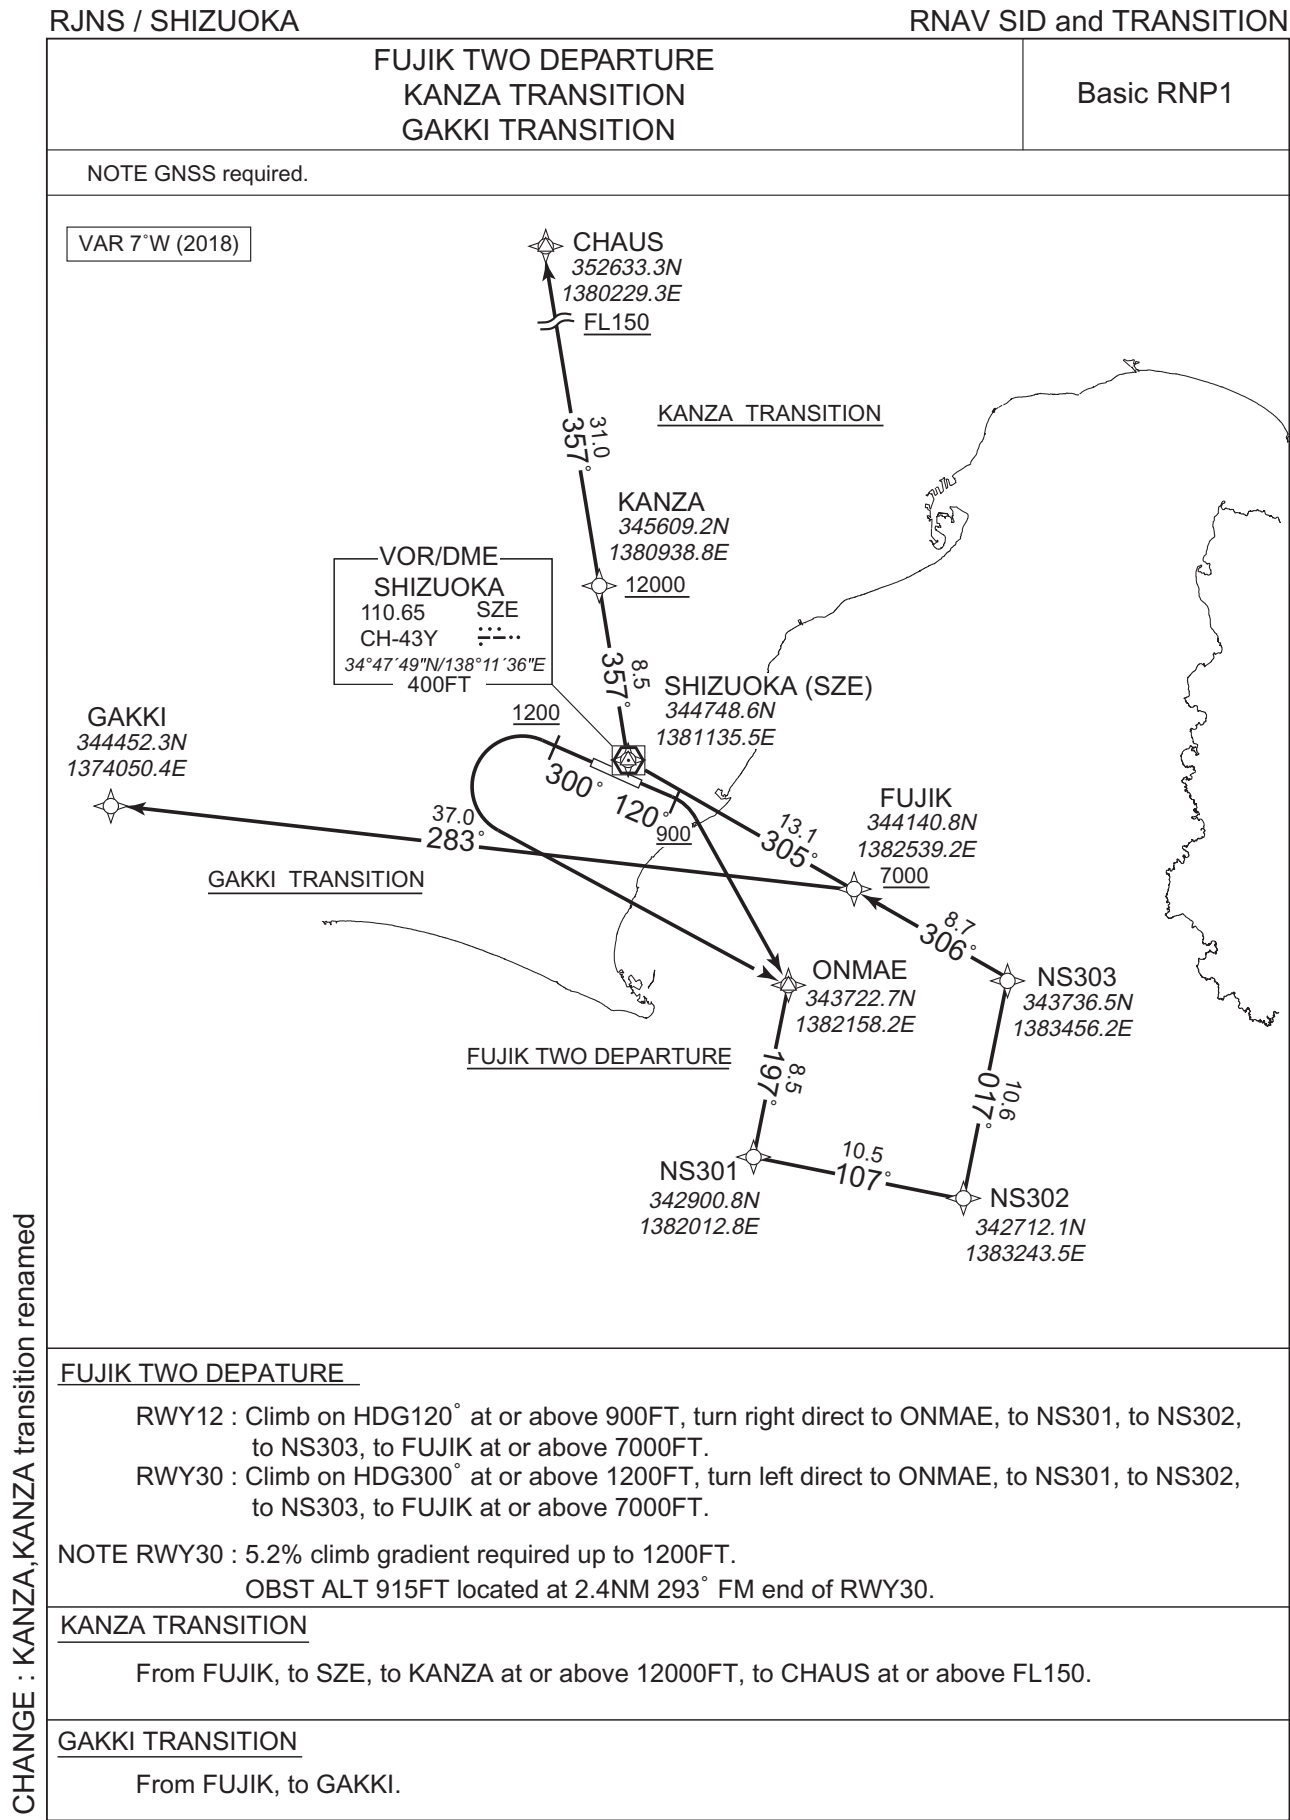 RJNS / SHIZUOKA
RNAV SID and TRANSITION
FUJIK TWO DEPARTURE
KANZA TRANSITION
GAKKI TRANSITION
Basic RNP1
NOTE GNSS required.
VAR 7˚W (2018)
CHAUS
352633.3N
1380229.3E
FL150
KANZA TRANSITION
31.0
357˚
KANZA
345609.2N
1380938.8E
12000
VOR/DME
SHIZUOKA
110.65 SZE
CH-43Y
34°47´49"N/138°11´36"E
400FT
8.5
357˚
SHIZUOKA (SZE)
344748.6N
1381135.5E
GAKKI
344452.3N
1374050.4E
1200
300˚
120˚
900
FUJIK
344140.8N
1382539.2E
7000
13.1
305˚
37.0
283˚
GAKKI TRANSITION
8.7
306˚
ONMAE
343722.7N
1382158.2E
NS303
343736.5N
1383456.2E
FUJIK TWO DEPARTURE
8.5
197˚
10.6
017˚
10.5
107˚
NS301
342900.8N
1382012.8E
NS302
342712.1N
1383243.5E
FUJIK TWO DEPATURE
RWY12 : Climb on HDG120˚ at or above 900FT, turn right direct to ONMAE, to NS301, to NS302,
to NS303, to FUJIK at or above 7000FT.
RWY30 : Climb on HDG300˚ at or above 1200FT, turn left direct to ONMAE, to NS301, to NS302,
to NS303, to FUJIK at or above 7000FT.
NOTE RWY30 : 5.2% climb gradient required up to 1200FT.
OBST ALT 915FT located at 2.4NM 293˚ FM end of RWY30.
KANZA TRANSITION
From FUJIK, to SZE, to KANZA at or above 12000FT, to CHAUS at or above FL150.
GAKKI TRANSITION
From FUJIK, to GAKKI.
CHANGE : KANZA,KANZA transition renamed